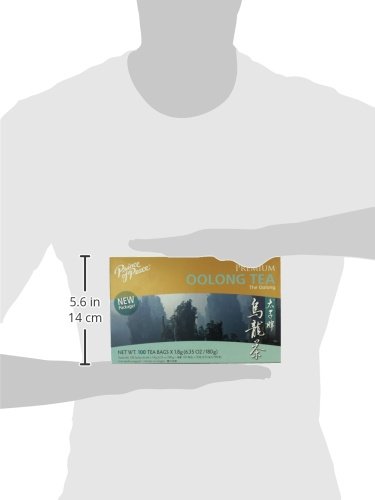 Prince
of Peace
PREMIUM
OOLONG TEA
The Oolong
NEW
Package!
太子牌
烏龍茶
5.6 in
14 cm
NET WT. 100 TEA BAGS X 1.8g (6.35 OZ / 180g)